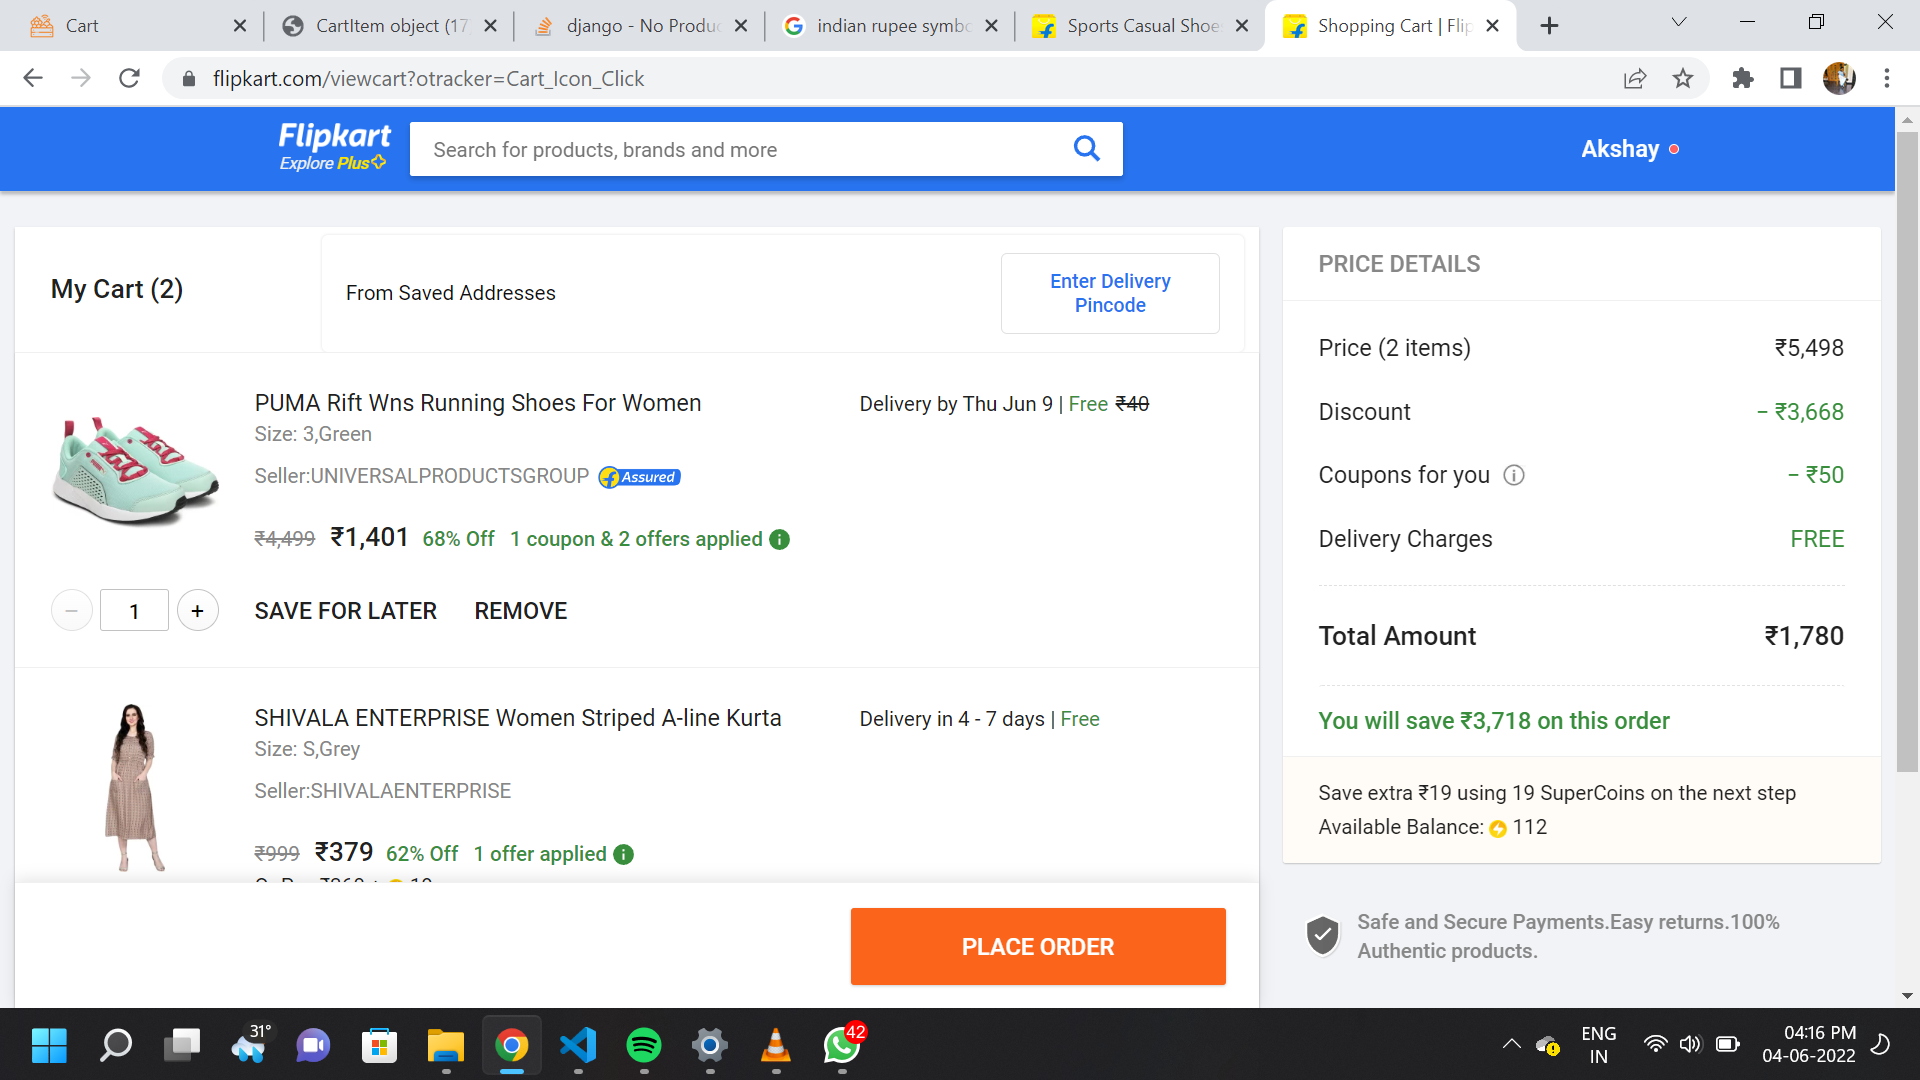 Cart
CartItem object (17
django - No Produc
indian rupee symbo
Sports Casual Shoe
Shopping Cart | Flip
flipkart.com/viewcart?otracker=Cart_Icon_Click
Flipkart
Explore Plus
Search for products, brands and more
Akshay
My Cart (2)
From Saved Addresses
Enter Delivery
Pincode
PUMA Rift Wns Running Shoes For Women
Size: 3,Green
Seller:UNIVERSALPRODUCTSGROUP Assured
₹4,499 ₹1,401 68% Off 1 coupon & 2 offers applied
Delivery by Thu Jun 9 | Free ₹40
− 1 +
SAVE FOR LATER REMOVE
SHIVALA ENTERPRISE Women Striped A-line Kurta
Size: S,Grey
Seller:SHIVALAENTERPRISE
₹999 ₹379 62% Off 1 offer applied
Delivery in 4 - 7 days | Free
PLACE ORDER
PRICE DETAILS
Price (2 items) ₹5,498
Discount − ₹3,668
Coupons for you − ₹50
Delivery Charges FREE
Total Amount ₹1,780
You will save ₹3,718 on this order
Save extra ₹19 using 19 SuperCoins on the next step
Available Balance: 112
Safe and Secure Payments.Easy returns.100%
Authentic products.
31°
42
ENG
IN
04:16 PM
04-06-2022